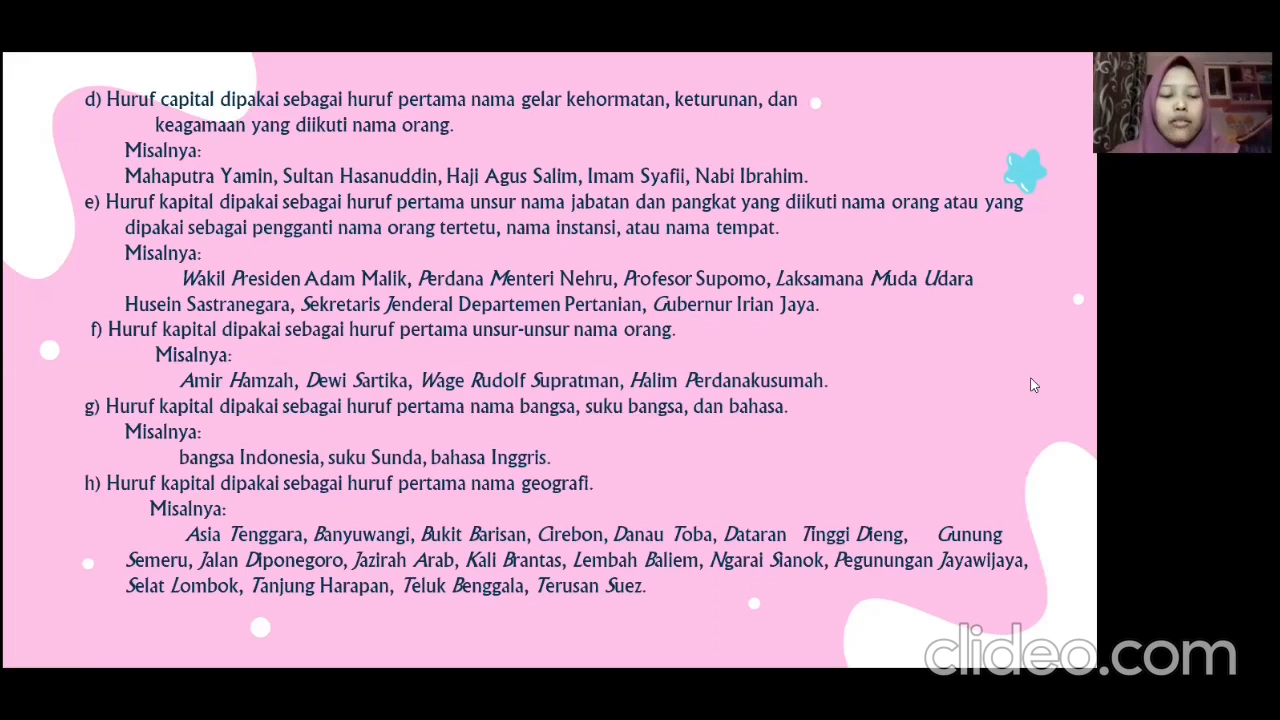 d) Huruf capital dipakai sebagai huruf pertama nama gelar kehormatan, keturunan, dan
keagamaan yang diikuti nama orang.
Misalnya:
Mahaputra Yamin, Sultan Hasanuddin, Haji Agus Salim, Imam Syafii, Nabi Ibrahim.
e) Huruf kapital dipakai sebagai huruf pertama unsur nama jabatan dan pangkat yang diikuti nama orang atau yang
dipakai sebagai pengganti nama orang tertetu, nama instansi, atau nama tempat.
Misalnya:
Wakil Presiden Adam Malik, Perdana Menteri Nehru, Profesor Supomo, Laksamana Muda Udara
Husein Sastranegara, Sekretaris Jenderal Departemen Pertanian, Gubernur Irian Jaya.
f) Huruf kapital dipakai sebagai huruf pertama unsur-unsur nama orang.
Misalnya:
Amir Hamzah, Dewi Sartika, Wage Rudolf Supratman, Halim Perdanakusumah.
g) Huruf kapital dipakai sebagai huruf pertama nama bangsa, suku bangsa, dan bahasa.
Misalnya:
bangsa Indonesia, suku Sunda, bahasa Inggris.
h) Huruf kapital dipakai sebagai huruf pertama nama geografi.
Misalnya:
Asia Tenggara, Banyuwangi, Bukit Barisan, Cirebon, Danau Toba, Dataran Tinggi Dieng, Gunung
Semeru, Jalan Diponegoro, Jazirah Arab, Kali Brantas, Lembah Baliem, Ngarai Sianok, Pegunungan Jayawijaya,
Selat Lombok, Tanjung Harapan, Teluk Benggala, Terusan Suez.
clideo.com